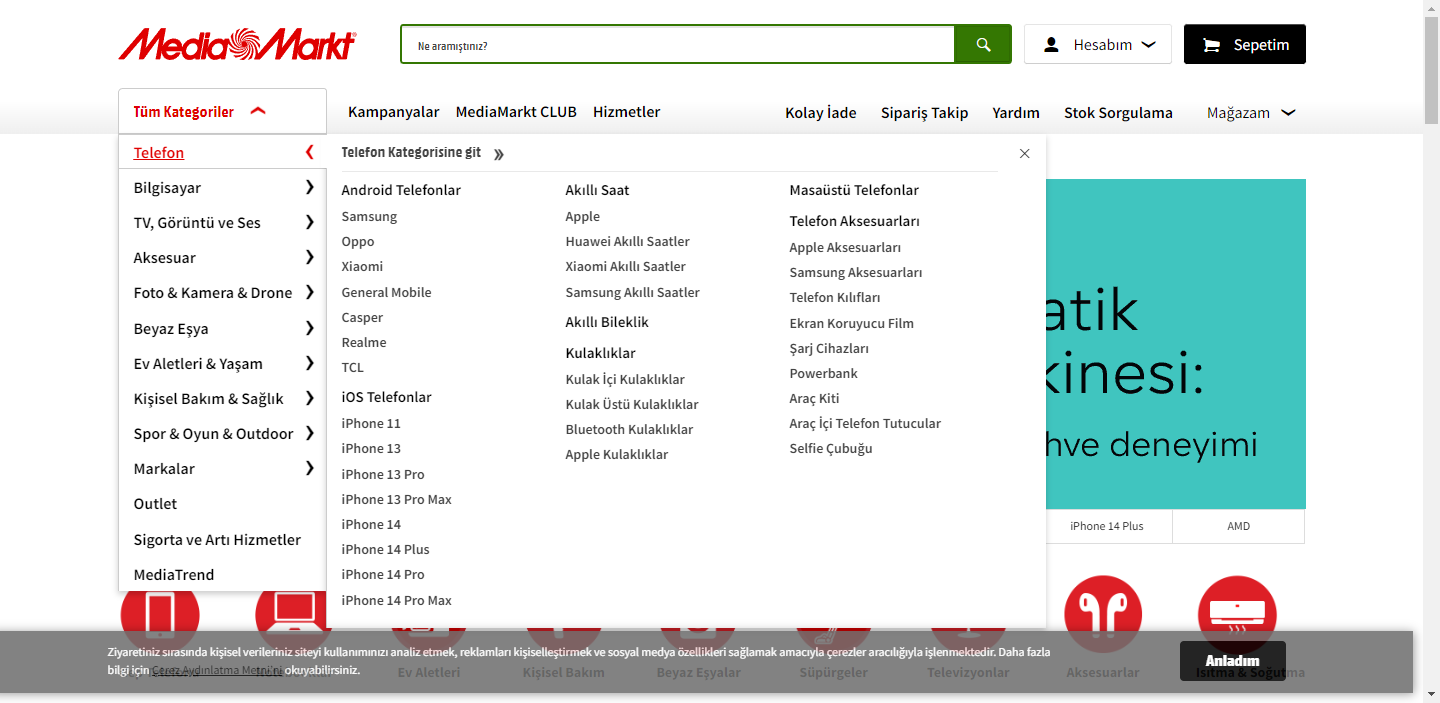 MediaMarkt
Ne aramıştınız?
Hesabım
Sepetim
Tüm Kategoriler
Kampanyalar
MediaMarkt CLUB
Hizmetler
Kolay İade
Sipariş Takip
Yardım
Stok Sorgulama
Mağazam
Telefon
Bilgisayar
TV, Görüntü ve Ses
Aksesuar
Foto & Kamera & Drone
Beyaz Eşya
Ev Aletleri & Yaşam
Kişisel Bakım & Sağlık
Spor & Oyun & Outdoor
Markalar
Outlet
Sigorta ve Artı Hizmetler
MediaTrend
Telefon Kategorisine git »
Android Telefonlar
Samsung
Oppo
Xiaomi
General Mobile
Casper
Realme
TCL
iOS Telefonlar
iPhone 11
iPhone 13
iPhone 13 Pro
iPhone 13 Pro Max
iPhone 14
iPhone 14 Plus
iPhone 14 Pro
iPhone 14 Pro Max
Akıllı Saat
Apple
Huawei Akıllı Saatler
Xiaomi Akıllı Saatler
Samsung Akıllı Saatler
Akıllı Bileklik
Kulaklıklar
Kulak İçi Kulaklıklar
Kulak Üstü Kulaklıklar
Bluetooth Kulaklıklar
Apple Kulaklıklar
Masaüstü Telefonlar
Telefon Aksesuarları
Apple Aksesuarları
Samsung Aksesuarları
Telefon Kılıfları
Ekran Koruyucu Film
Şarj Cihazları
Powerbank
Araç Kiti
Araç İçi Telefon Tutucular
Selfie Çubuğu
atik
kinesi:
hve deneyimi
iPhone 14 Plus
AMD
Ziyaretiniz sırasında kişisel verileriniz siteyi kullanımınızı analiz etmek, reklamları kişiselleştirmek ve sosyal medya özellikleri sağlamak amacıyla çerezler aracılığıyla işlenmektedir. Daha fazla
bilgi için Çerez Aydınlatma Metni'ni okuyabilirsiniz.
Anladım
Ev Aletleri
Kişisel Bakım
Beyaz Eşyalar
Süpürgeler
Televizyonlar
Aksesuarlar
Isıtma & Soğutma